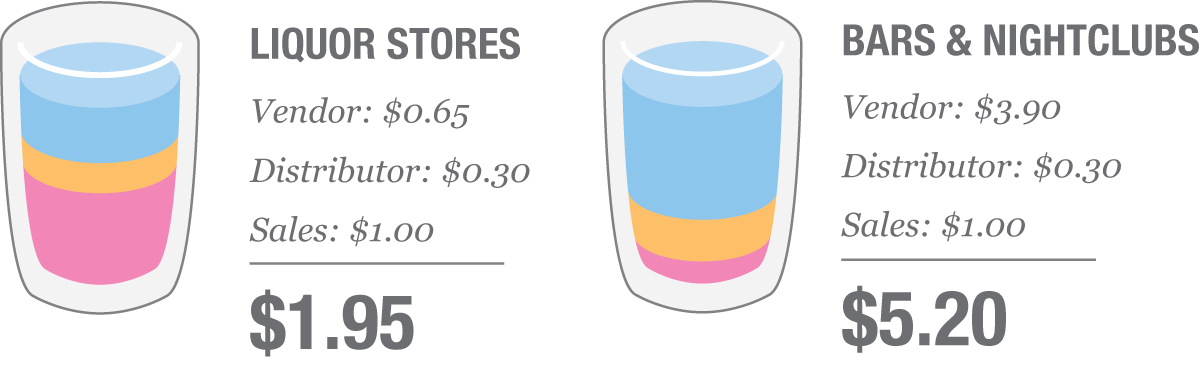 LIQUOR STORES
Vendor: $0.65
Distributor: $0.30
Sales: $1.00
$1.95
BARS & NIGHTCLUBS
Vendor: $3.90
Distributor: $0.30
Sales: $1.00
$5.20